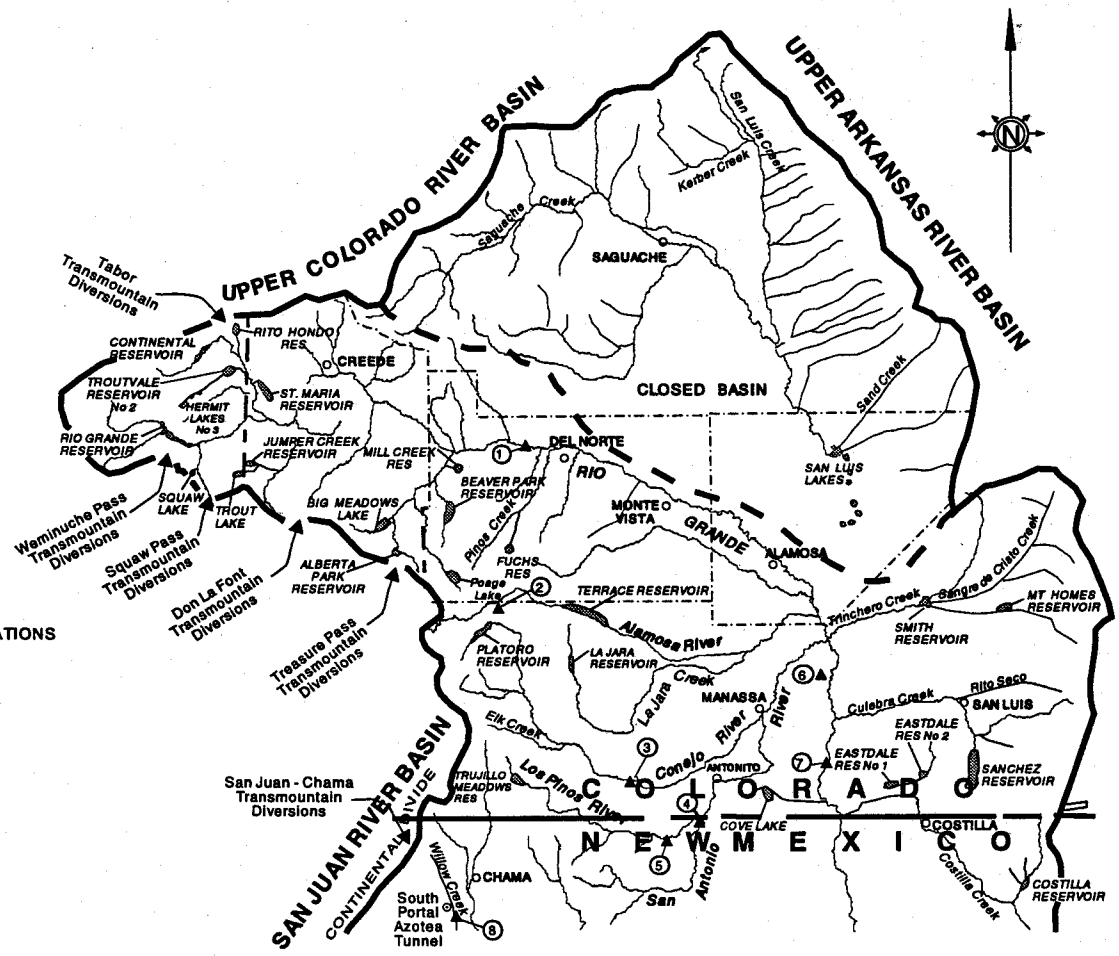 UPPER COLORADO RIVER BASIN
UPPER ARKANSAS RIVER BASIN
N
San Luis Creek
Kerber Creek
Saguache Creek
SAGUACHE
Tabor
Transmountain
Diversions
CONTINENTAL
RESERVOIR
RITO HONDO
RES
CREEDE
TROUTVALE
RESERVOIR
No 2
ST. MARIA
RESERVOIR
HERMIT
LAKES
No 3
CLOSED BASIN
Sand Creek
RIO GRANDE
RESERVOIR
JUMPER CREEK
RESERVOIR
MILL CREEK
RES
1
DEL NORTE
RIO
GRANDE
BEAVER PARK
RESERVOIR
SAN LUIS
LAKES
SQUAW
LAKE
TROUT
LAKE
BIG MEADOWS
LAKE
MONTE
VISTA
Pinos Creek
Weminuche Pass
Transmountain
Diversions
Squaw Pass
Transmountain
Diversions
Don La Font
Transmountain
Diversions
Treasure Pass
Transmountain
Diversions
ALBERTA
PARK
RESERVOIR
FUCHS
RES
Poage
Lake
2
ALAMOSA
TERRACE RESERVOIR
Trinchero Creek
Sangre de Cristo Creek
MT HOMES
RESERVOIR
SMITH
RESERVOIR
ATIONS
Alamosa River
PLATORO
RESERVOIR
LA JARA
RESERVOIR
La Jara Creek
6
MANASSA
Culebra Creek
Rito Seco
SAN LUIS
Elk Creek
3
Conejo River
River
ANTONITO
7
EASTDALE
RES No 1
EASTDALE
RES No 2
SANCHEZ
RESERVOIR
SAN JUAN RIVER BASIN
CONTINENTAL DIVIDE
San Juan - Chama
Transmountain
Diversions
TRUJILLO
MEADOWS
RES
Los Pinos River
COLORADO
4
COVE LAKE
COSTILLA
NEW MEXICO
5
San Antonio
Willow Creek
CHAMA
Costilla Creek
COSTILLA
RESERVOIR
South
Portal
Azotea
Tunnel
8